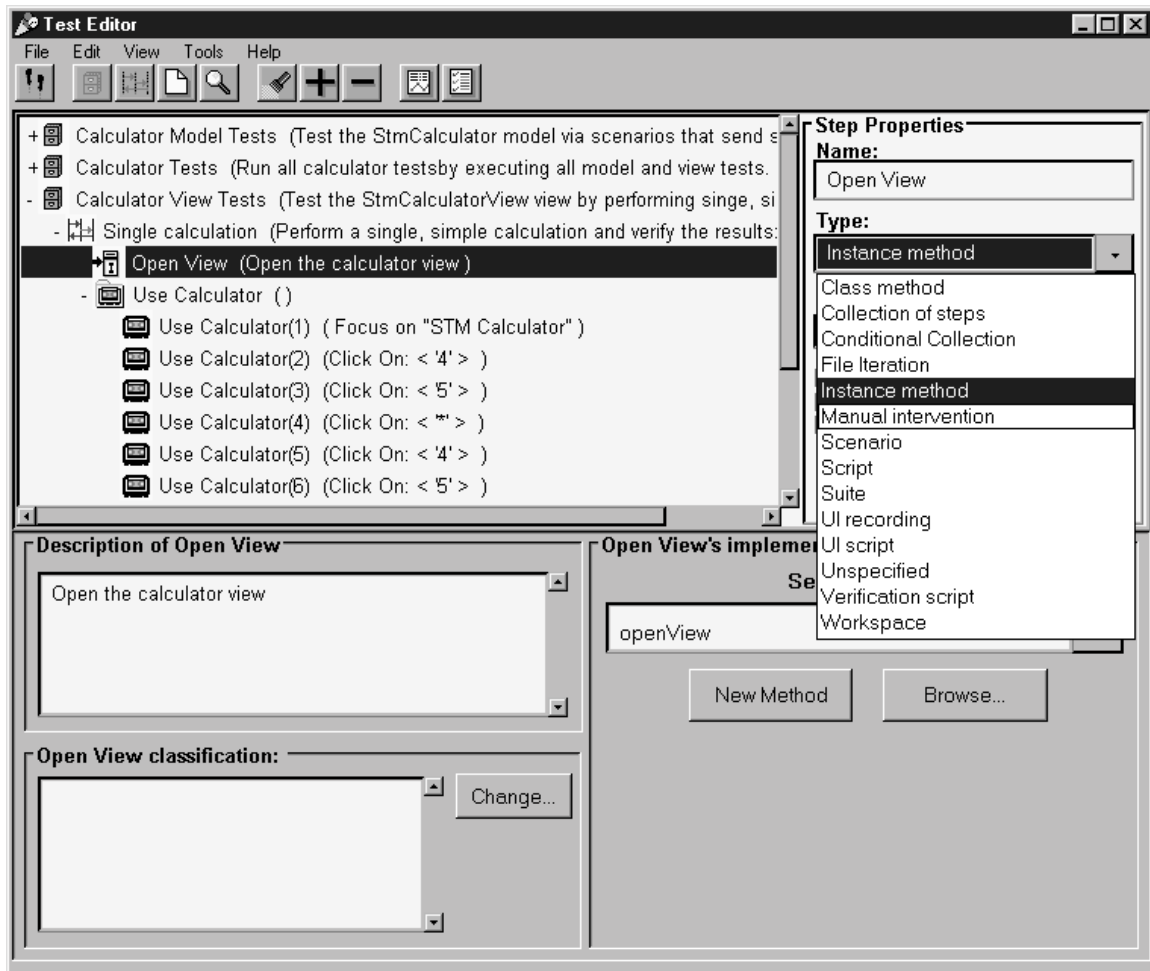 Test Editor
File Edit View Tools Help
+ Calculator Model Tests (Test the StmCalculator model via scenarios that send s
+ Calculator Tests (Run all calculator testsby executing all model and view tests.
- Calculator View Tests (Test the StmCalculatorView view by performing singe, si
- Single calculation (Perform a single, simple calculation and verify the results:
Open View (Open the calculator view )
- Use Calculator ()
Use Calculator(1) ( Focus on "STM Calculator" )
Use Calculator(2) (Click On: < '4' > )
Use Calculator(3) (Click On: < '5' > )
Use Calculator(4) (Click On: < '*' > )
Use Calculator(5) (Click On: < '4' > )
Use Calculator(6) (Click On: < '5' > )
Step Properties
Name:
Open View
Type:
Instance method
Class method
Collection of steps
Conditional Collection
File Iteration
Instance method
Manual intervention
Scenario
Script
Suite
UI recording
UI script
Unspecified
Verification script
Workspace
Description of Open View
Open the calculator view
Open View classification:
Change...
Open View's implemen
Se
openView
New Method
Browse...